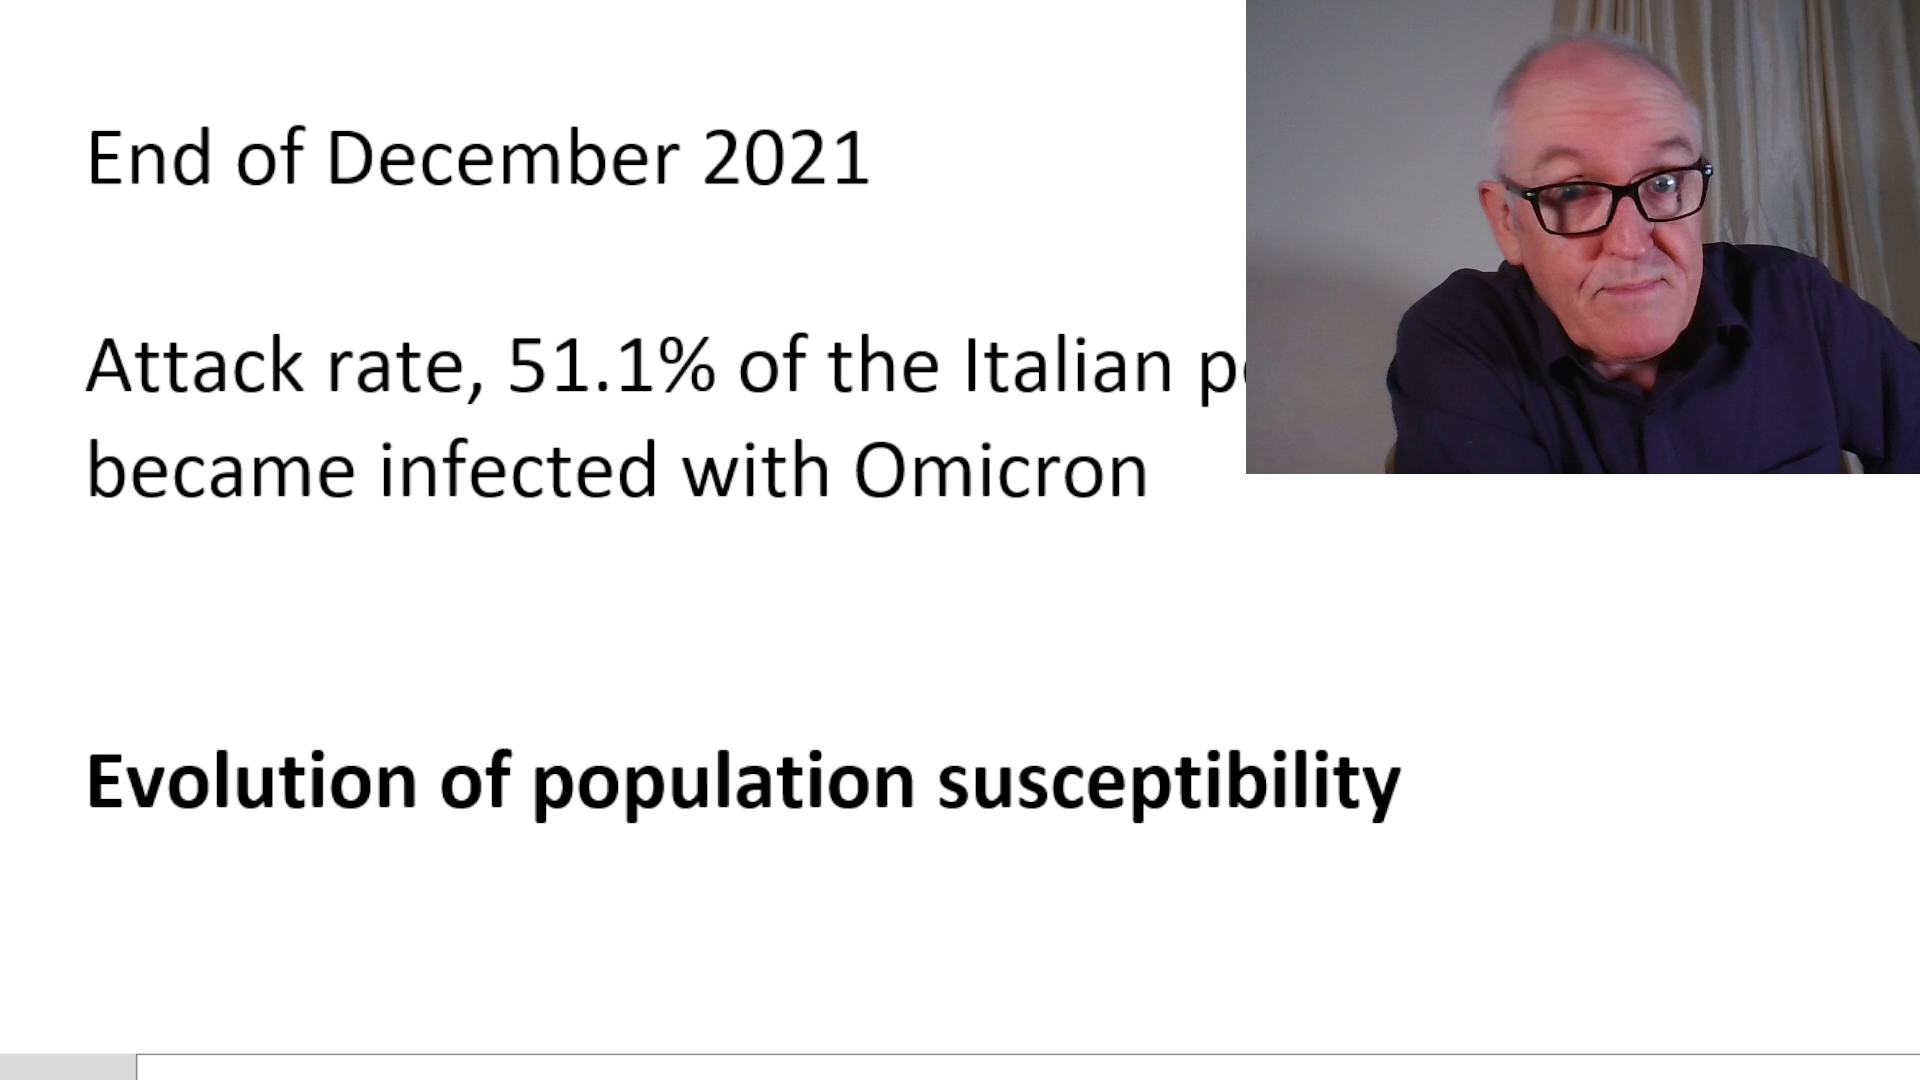 End of December 2021
Attack rate, 51.1% of the Italian
became infected with Omicron
Evolution of population susceptibility